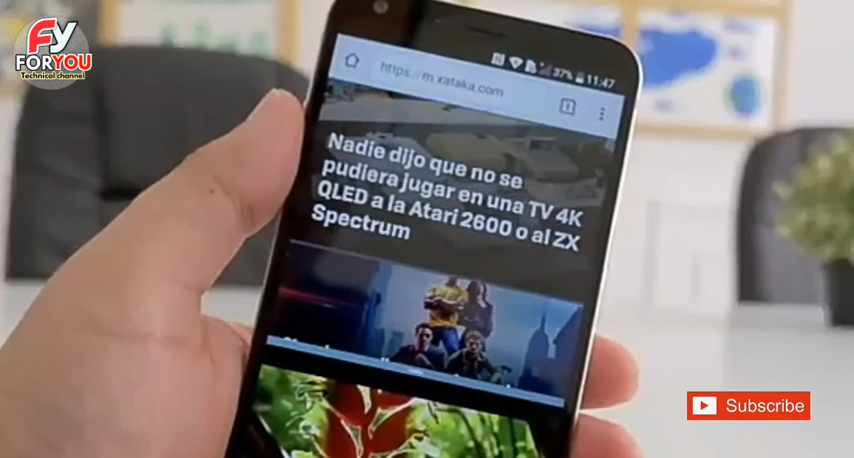 Fy
FORYOU
Technical channel
37% 11:47
https://m.xataka.com
1
Nadie dijo que no se
pudiera jugar en una TV 4K
QLED a la Atari 2600 o al ZX
Spectrum
Subscribe